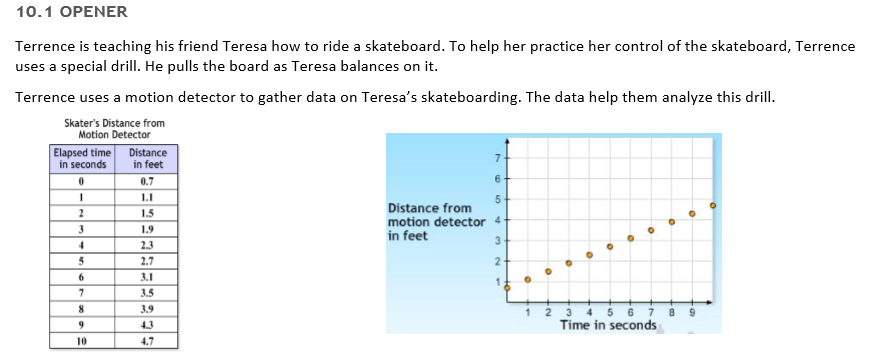 10.1 OPENER
Terrence is teaching his friend Teresa how to ride a skateboard. To help her practice her control of the skateboard, Terrence
uses a special drill. He pulls the board as Teresa balances on it.
Terrence uses a motion detector to gather data on Teresa's skateboarding. The data help them analyze this drill.
Skater's Distance from
Motion Detector
Elapsed time Distance
in seconds in feet
0 0.7
1 1.1
2 1.5
3 1.9
4 2.3
5 2.7
6 3.1
7 3.5
8 3.9
9 4.3
10 4.7
Distance from
motion detector
in feet
7
6
5
4
3
2
1
1 2 3 4 5 6 7 8 9
Time in seconds